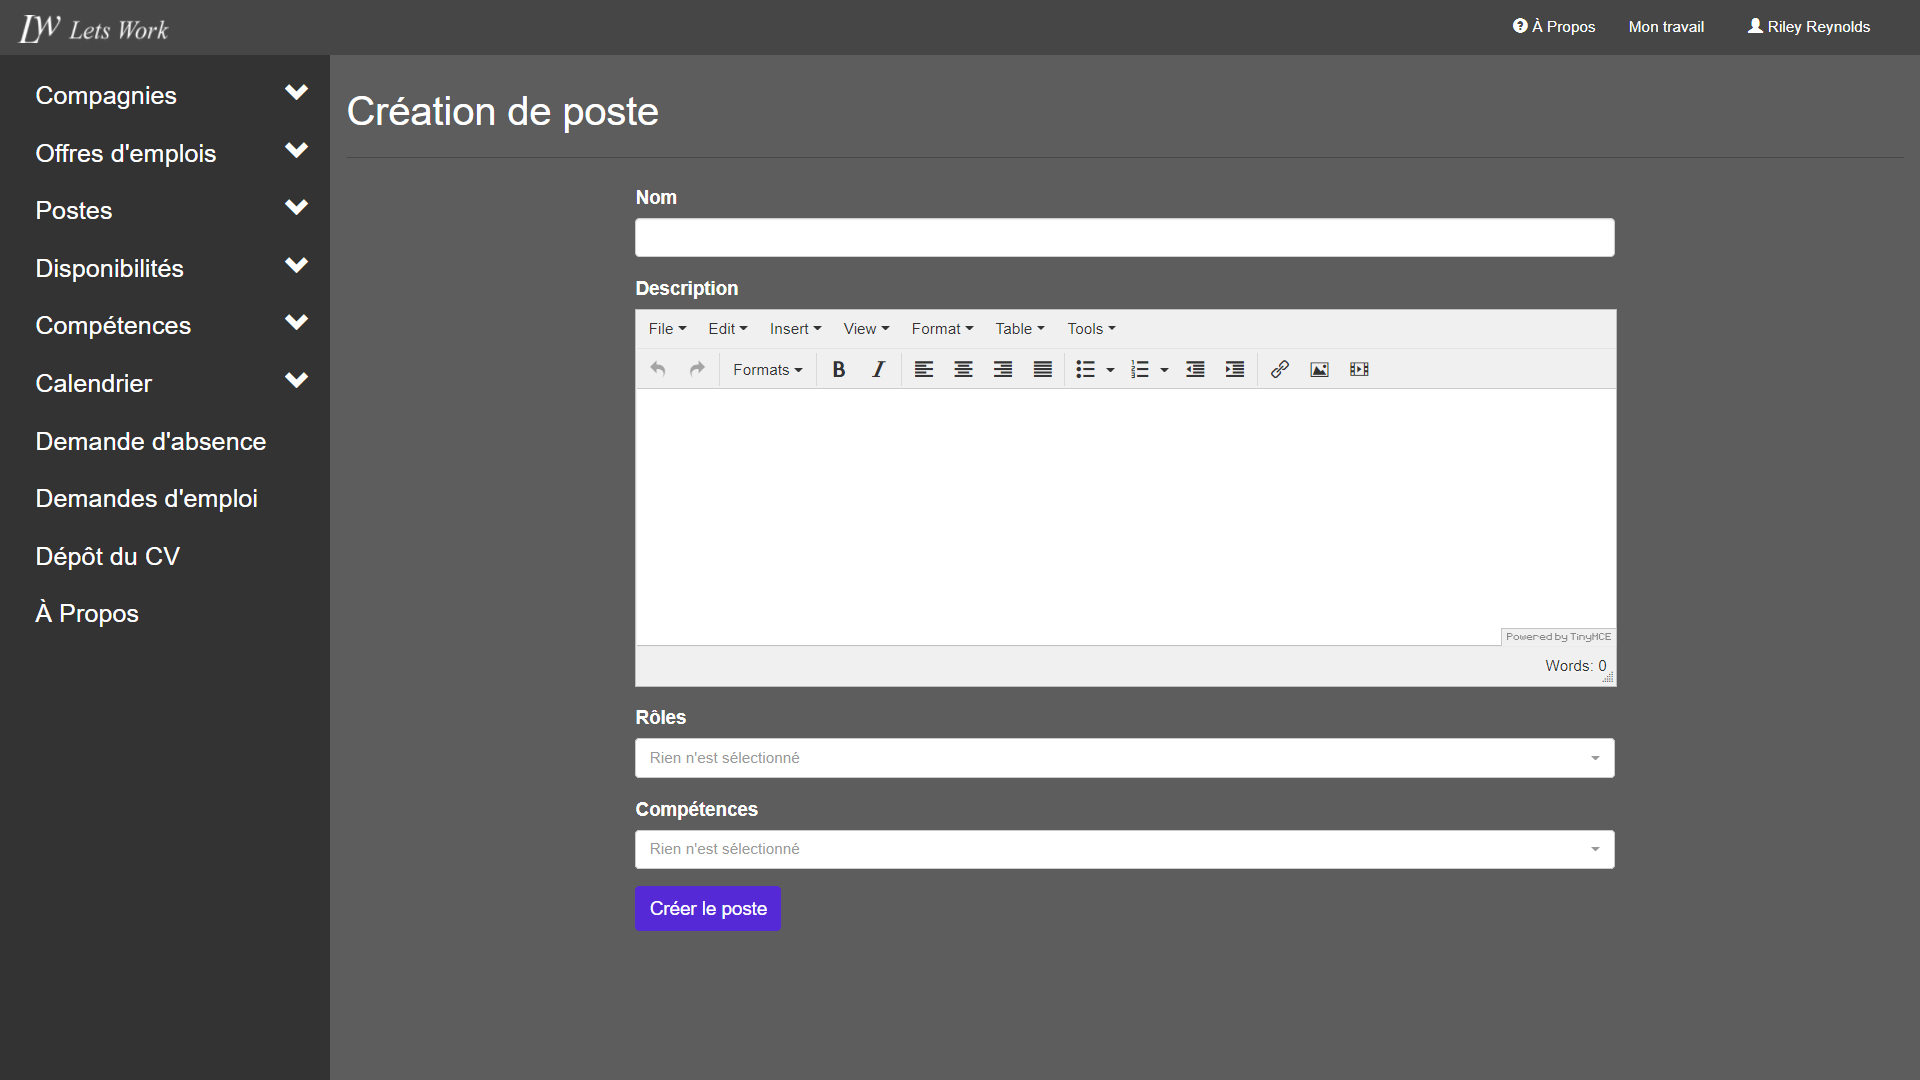 LW Lets Work
À Propos
Mon travail
Riley Reynolds
Compagnies
Offres d'emplois
Postes
Disponibilités
Compétences
Calendrier
Demande d'absence
Demandes d'emploi
Dépôt du CV
À Propos
Création de poste
Nom
Description
File Edit Insert View Format Table Tools
Formats B I
Powered by TinyMCE
Words: 0
Rôles
Rien n'est sélectionné
Compétences
Rien n'est sélectionné
Créer le poste